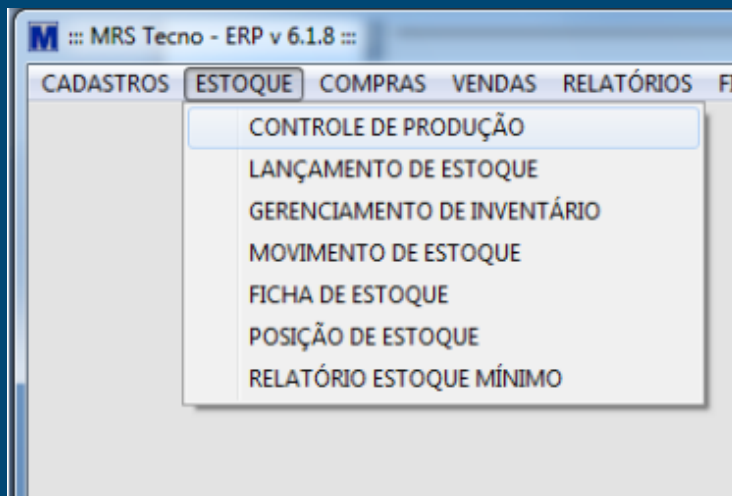 M ::: MRS Tecno - ERP v 6.1.8 :::
CADASTROS ESTOQUE COMPRAS VENDAS RELATÓRIOS
CONTROLE DE PRODUÇÃO
LANÇAMENTO DE ESTOQUE
GERENCIAMENTO DE INVENTÁRIO
MOVIMENTO DE ESTOQUE
FICHA DE ESTOQUE
POSIÇÃO DE ESTOQUE
RELATÓRIO ESTOQUE MÍNIMO